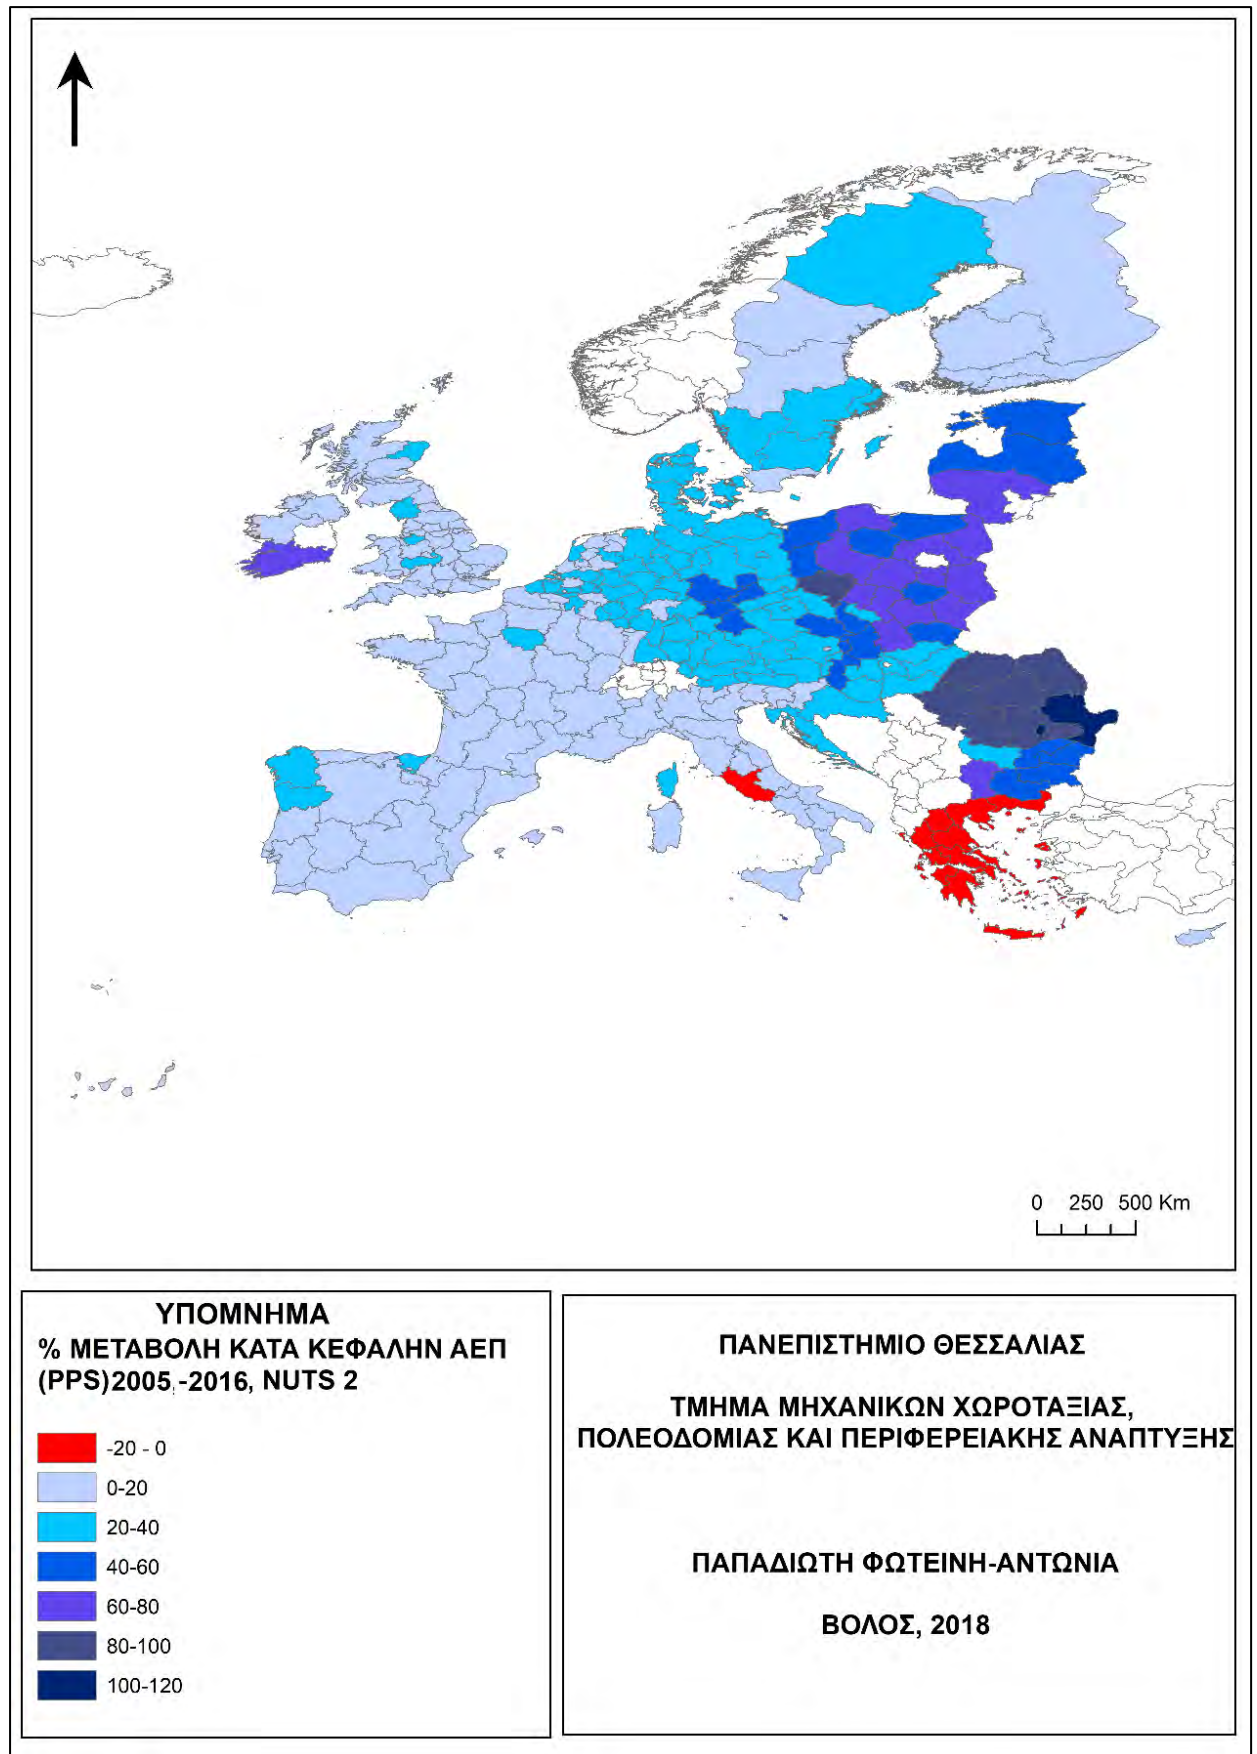 0 250 500 Km
ΥΠΟΜΝΗΜΑ
% ΜΕΤΑΒΟΛΗ ΚΑΤΑ ΚΕΦΑΛΗΝ ΑΕΠ
(PPS)2005,-2016, NUTS 2
-20 - 0
0-20
20-40
40-60
60-80
80-100
100-120
ΠΑΝΕΠΙΣΤΗΜΙΟ ΘΕΣΣΑΛΙΑΣ
ΤΜΗΜΑ ΜΗΧΑΝΙΚΩΝ ΧΩΡΟΤΑΞΙΑΣ,
ΠΟΛΕΟΔΟΜΙΑΣ ΚΑΙ ΠΕΡΙΦΕΡΕΙΑΚΗΣ ΑΝΑΠΤΥΞΗΣ
ΠΑΠΑΔΙΩΤΗ ΦΩΤΕΙΝΗ-ΑΝΤΩΝΙΑ
ΒΟΛΟΣ, 2018